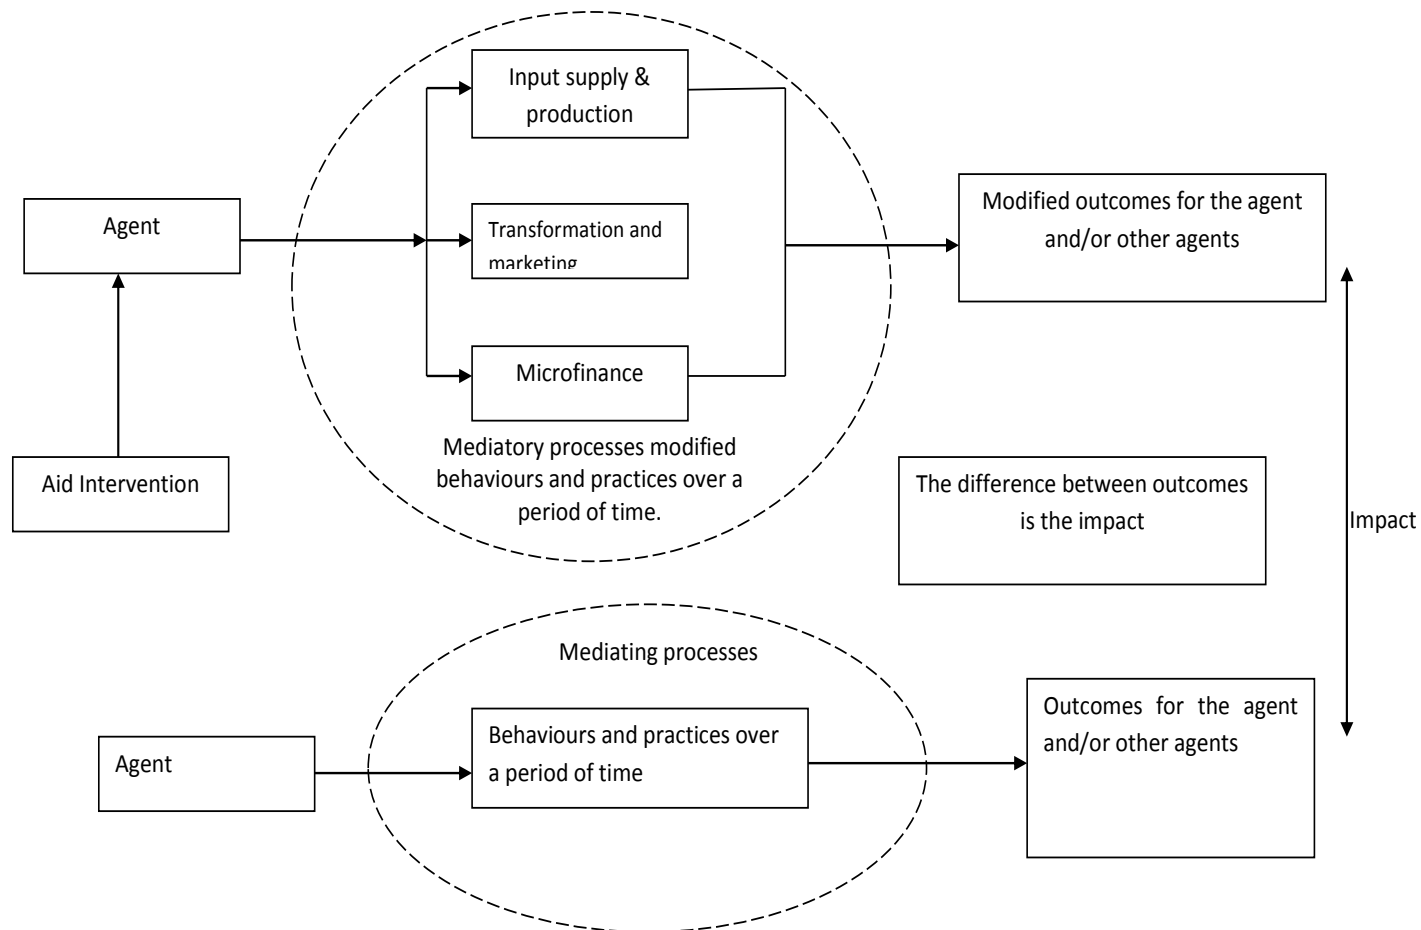 Input supply &
production
Agent
Transformation and
marketing
Modified outcomes for the agent
and/or other agents
Microfinance
Mediatory processes modified
behaviours and practices over a
period of time.
Aid Intervention
The difference between outcomes
is the impact
Impact
Mediating processes
Agent
Behaviours and practices over
a period of time
Outcomes for the agent
and/or other agents